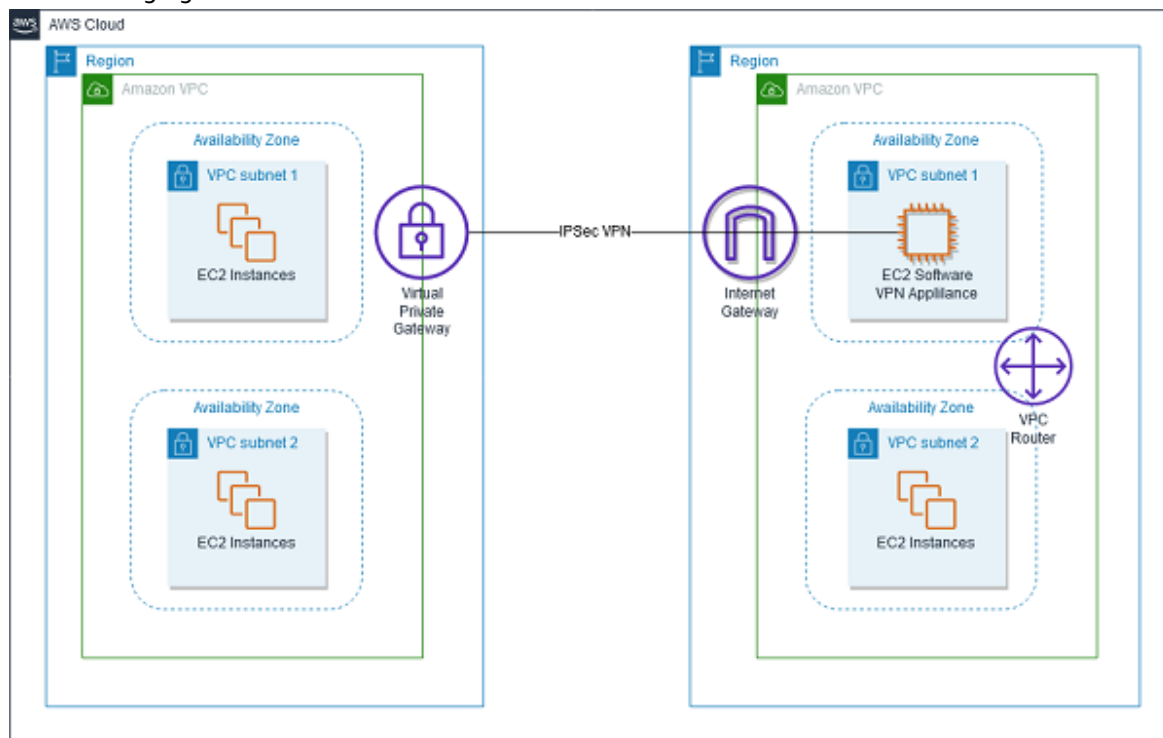 aws
AWS Cloud
Region
Amazon VPC
Availability Zone
VPC subnet 1
EC2 Instances
Virtual
Private
Gateway
Availability Zone
VPC subnet 2
EC2 Instances
IPSec VPN
Region
Amazon VPC
Internet
Gateway
Availability Zone
VPC subnet 1
EC2 Software
VPN Applilance
VPC
Router
Availability Zone
VPC subnet 2
EC2 Instances